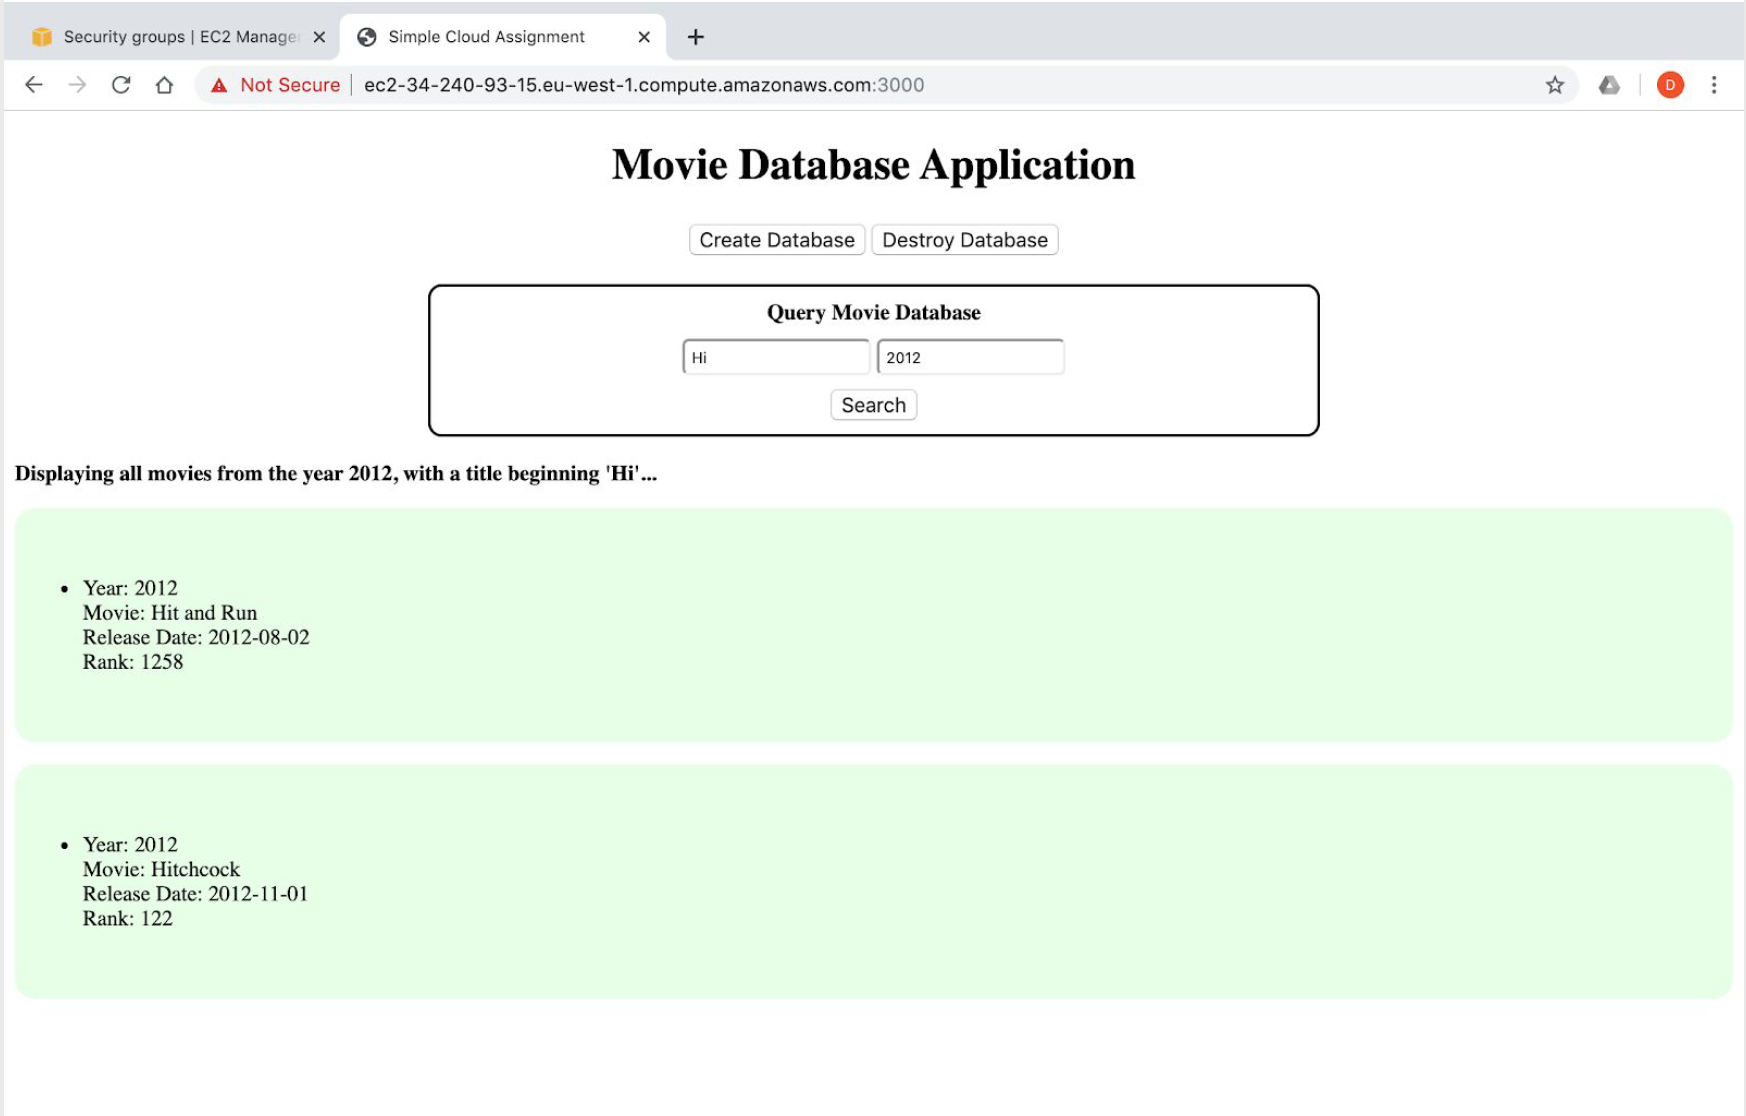 Security groups | EC2 Manage
Simple Cloud Assignment
Not Secure
ec2-34-240-93-15.eu-west-1.compute.amazonaws.com:3000
D
Movie Database Application
Create Database Destroy Database
Query Movie Database
Hi 2012
Search
Displaying all movies from the year 2012, with a title beginning 'Hi'...
• Year: 2012
Movie: Hit and Run
Release Date: 2012-08-02
Rank: 1258
• Year: 2012
Movie: Hitchcock
Release Date: 2012-11-01
Rank: 122